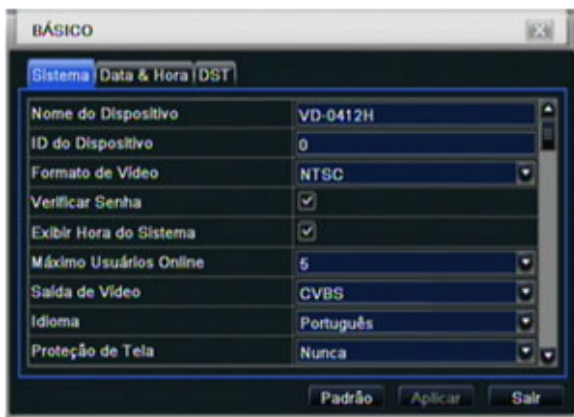 BÁSICO
Sistema Data & Hora DST
Nome do Dispositivo VD-0412H
ID do Dispositivo 0
Formato de Vídeo NTSC
Verificar Senha
Exibir Hora do Sistema
Máximo Usuários Online 5
Saída de Vídeo CVBS
Idioma Português
Proteção de Tela Nunca
Padrão Aplicar Sair